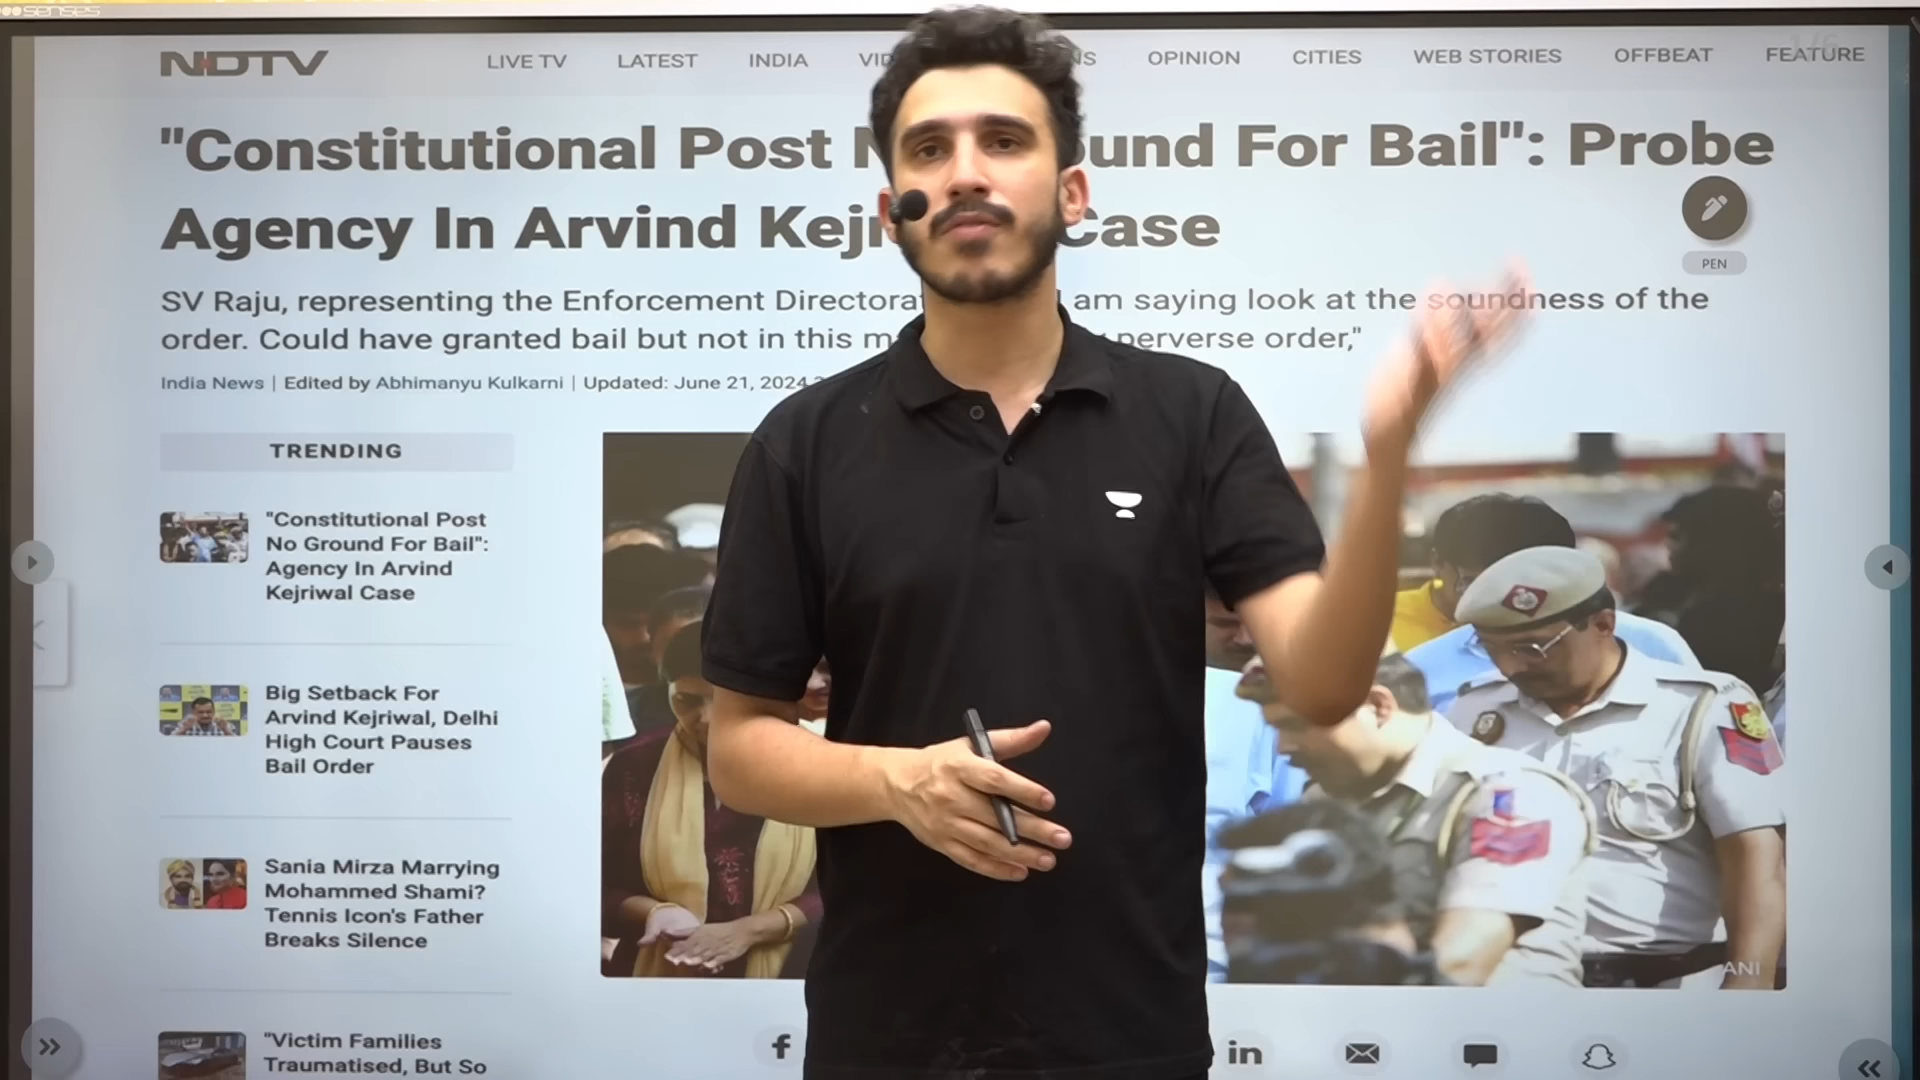 senses
NDTV
LIVE TV
LATEST
INDIA
OPINION
CITIES
WEB STORIES
OFFBEAT
FEATURE
"Constitutional Post For Bail": Probe
Agency In Arvind Case
SV Raju, representing the Enforcement am saying look at the soundness of the
order. Could have granted bail but not in this perverse order,"
India News | Edited by Abhimanyu Kulkarni | Updated: June 21, 2024
PEN
TRENDING
"Constitutional Post
No Ground For Bail":
Agency In Arvind
Kejriwal Case
Big Setback For
Arvind Kejriwal, Delhi
High Court Pauses
Bail Order
Sania Mirza Marrying
Mohammed Shami?
Tennis Icon's Father
Breaks Silence
"Victim Families
Traumatised, But So
ANI
f
in